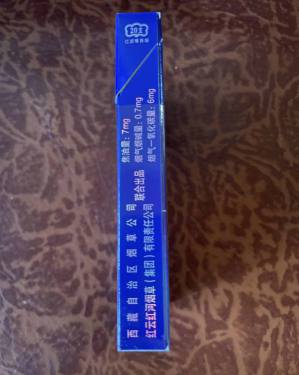 焦油量：7mg
烟气烟碱量：0.7mg
烟气一氧化碳量：6mg
西藏自治区烟草公司
联合出品
红云红河烟草（集团）有限责任公司